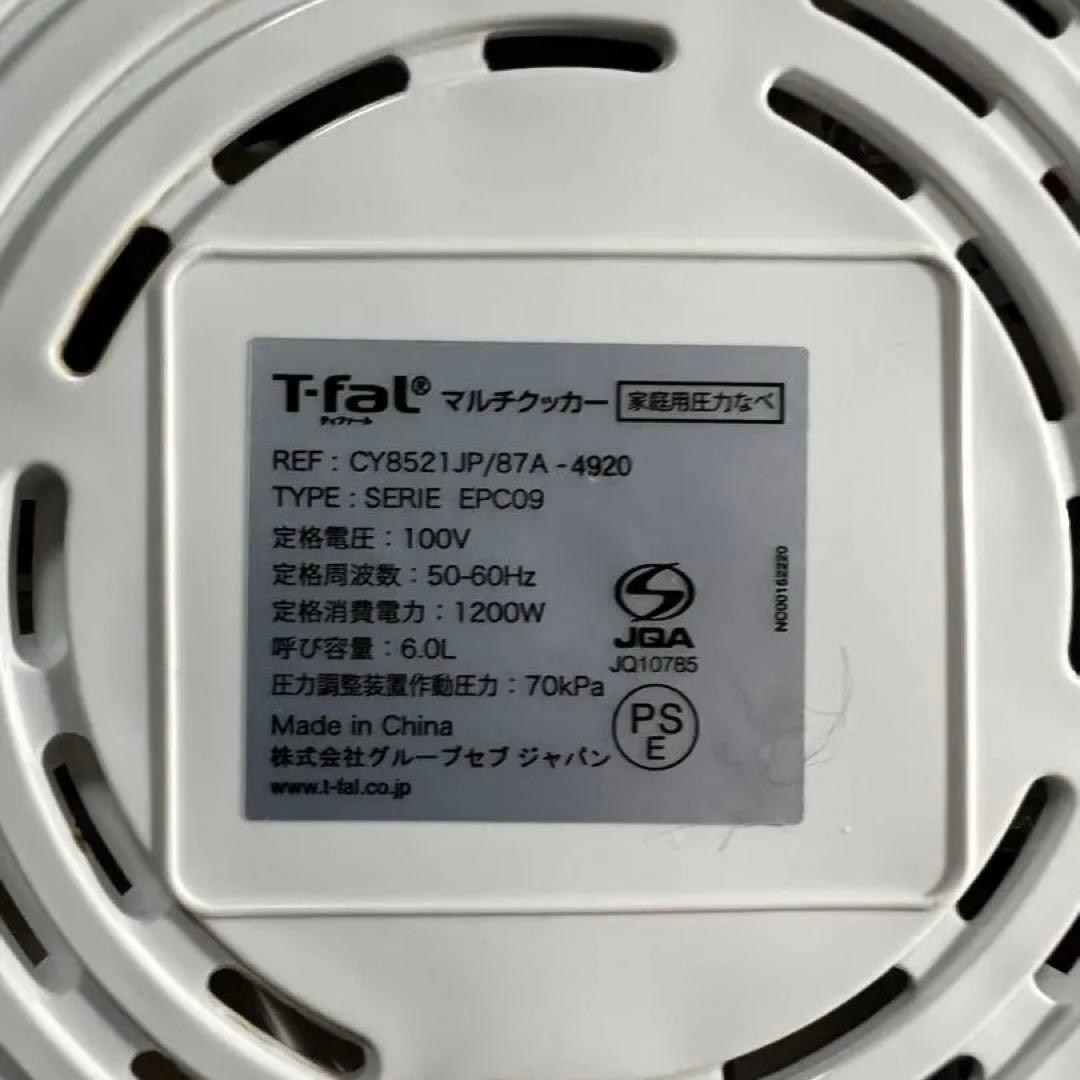 T-fal® マルチクッカー 家庭用圧力なべ
ティファール
REF : CY8521JP/87A - 4920
TYPE : SERIE EPC09
定格電圧：100V
定格周波数：50-60Hz
定格消費電力：1200W
呼び容量：6.0L
圧力調整装置作動圧力：70kPa
Made in China
株式会社グループセブ ジャパン
www.t-fal.co.jp
JQA
JQ10785
PS
E
NO00162220